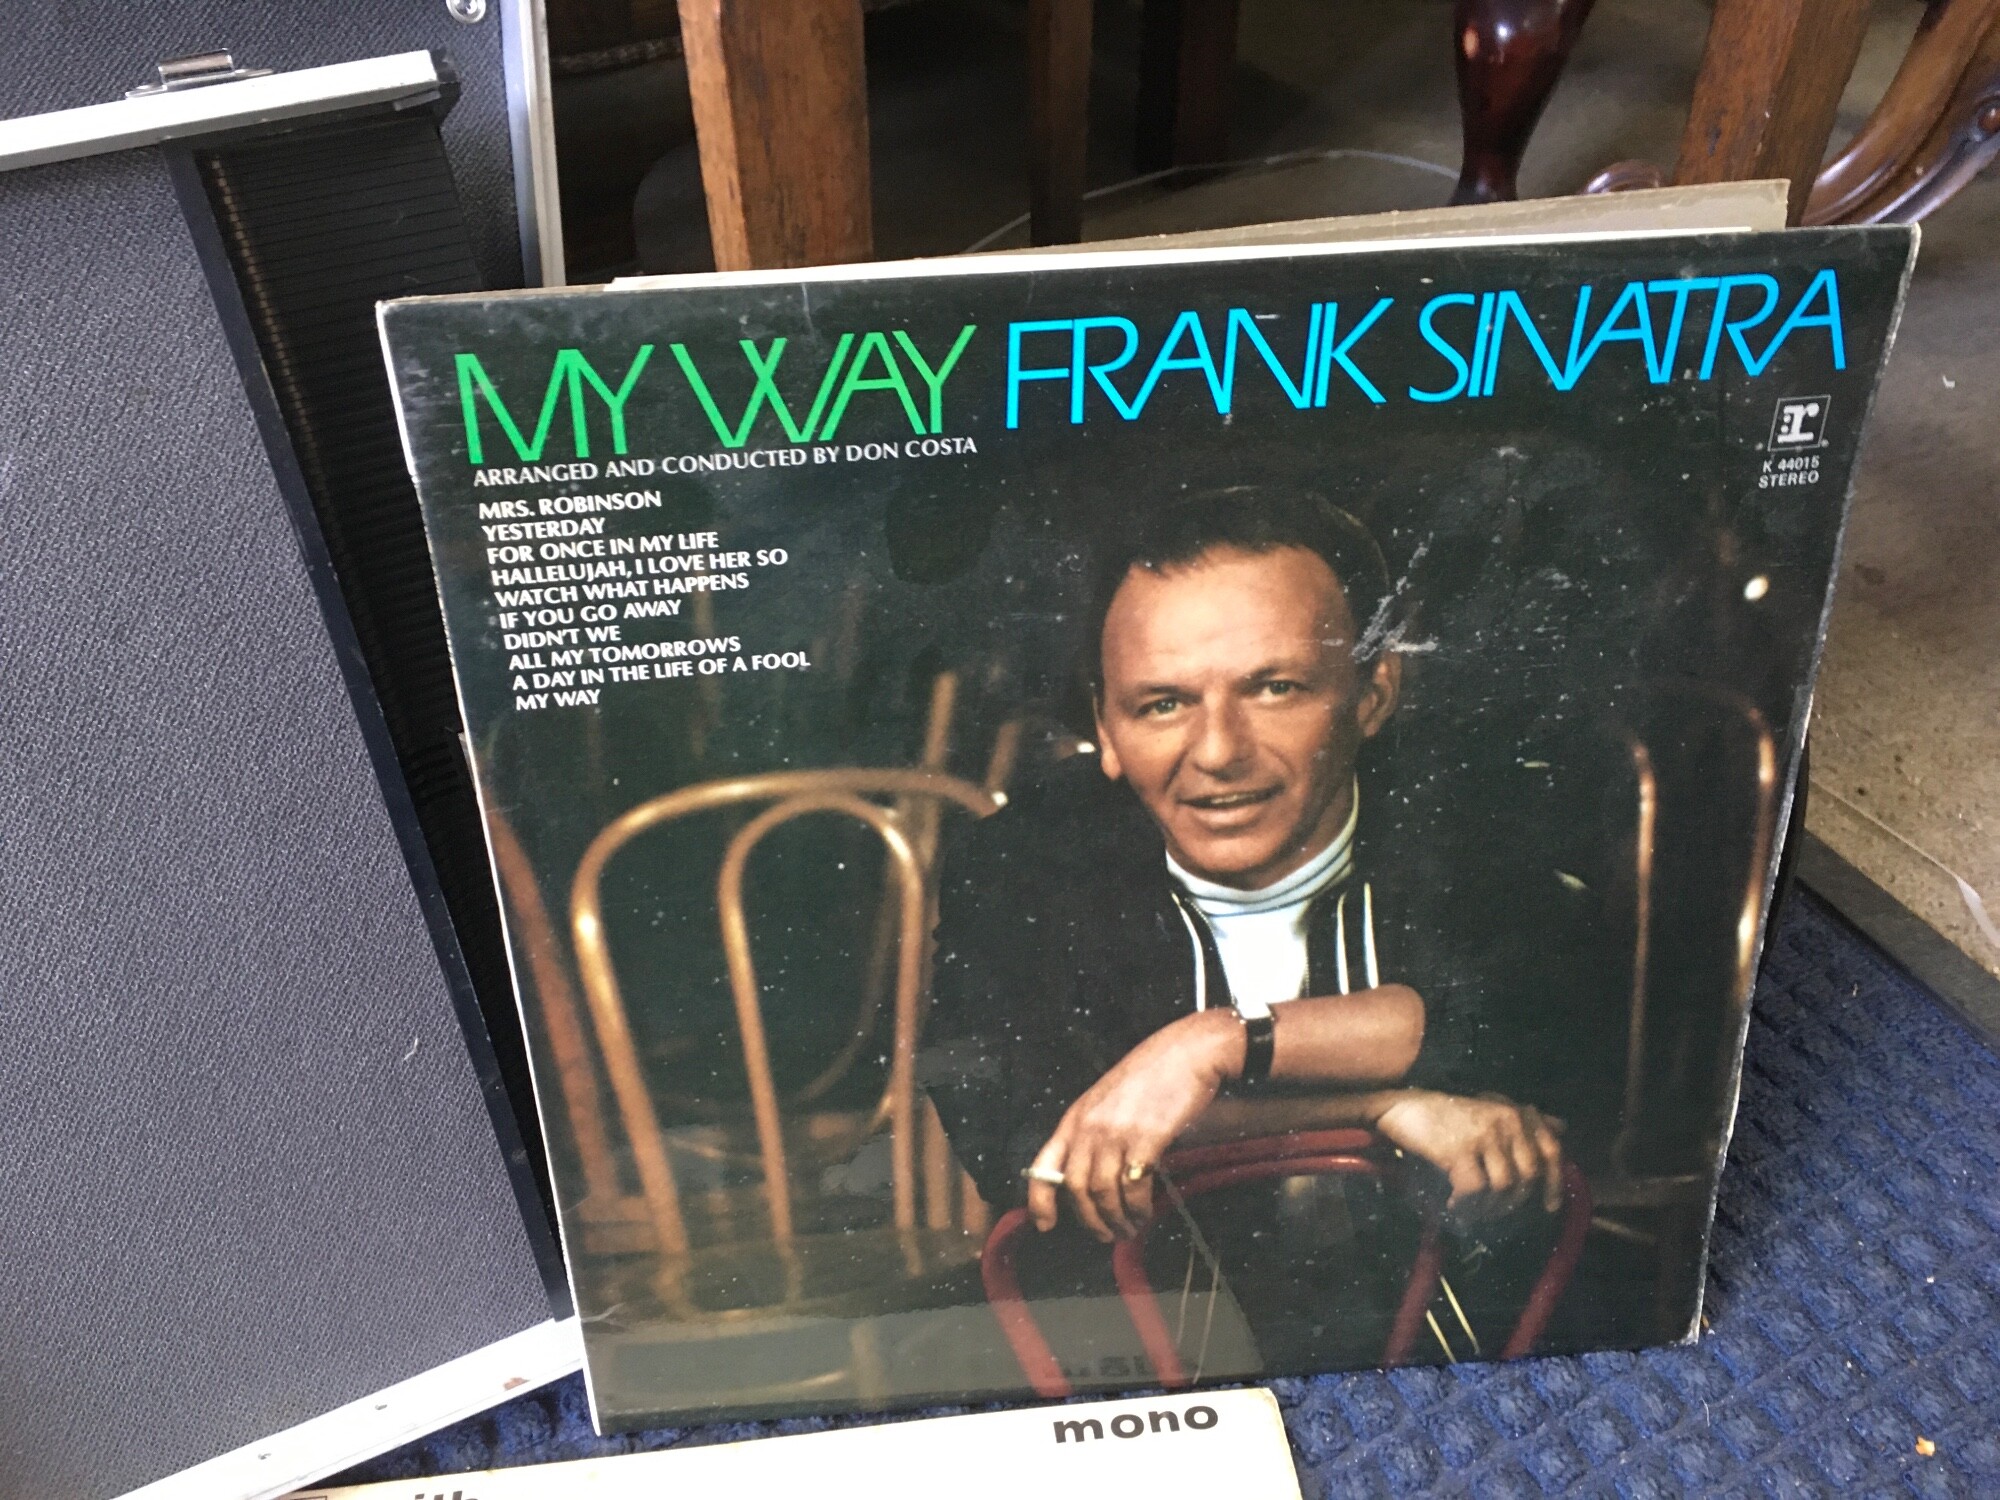 MY WAY FRANK SINATRA
ARRANGED AND CONDUCTED BY DON COSTA
r
K 44015
STEREO
MRS. ROBINSON
YESTERDAY
FOR ONCE IN MY LIFE
HALLELUJAH, I LOVE HER SO
WATCH WHAT HAPPENS
IF YOU GO AWAY
DIDN'T WE
ALL MY TOMORROWS
A DAY IN THE LIFE OF A FOOL
MY WAY
mono